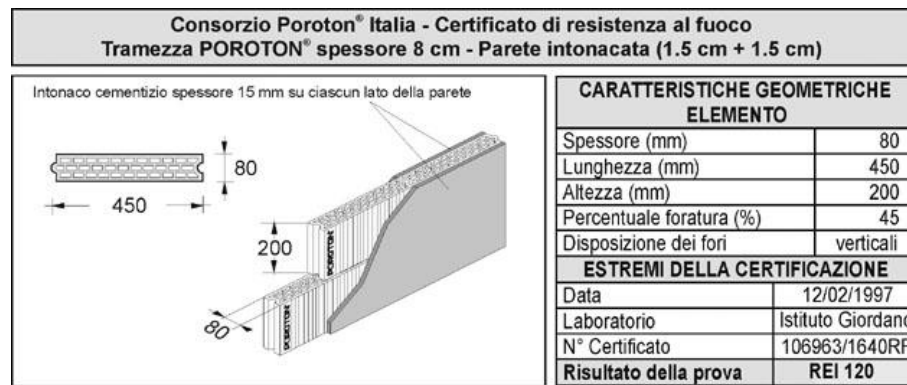 Consorzio Poroton® Italia - Certificato di resistenza al fuoco
Tramezza POROTON® spessore 8 cm - Parete intonacata (1.5 cm + 1.5 cm)
Intonaco cementizio spessore 15 mm su ciascun lato della parete
80
450
200
80
POROTON
POROTON
CARATTERISTICHE GEOMETRICHE
ELEMENTO
Spessore (mm) 80
Lunghezza (mm) 450
Altezza (mm) 200
Percentuale foratura (%) 45
Disposizione dei fori verticali
ESTREMI DELLA CERTIFICAZIONE
Data 12/02/1997
Laboratorio Istituto Giordano
N° Certificato 106963/1640RF
Risultato della prova REI 120